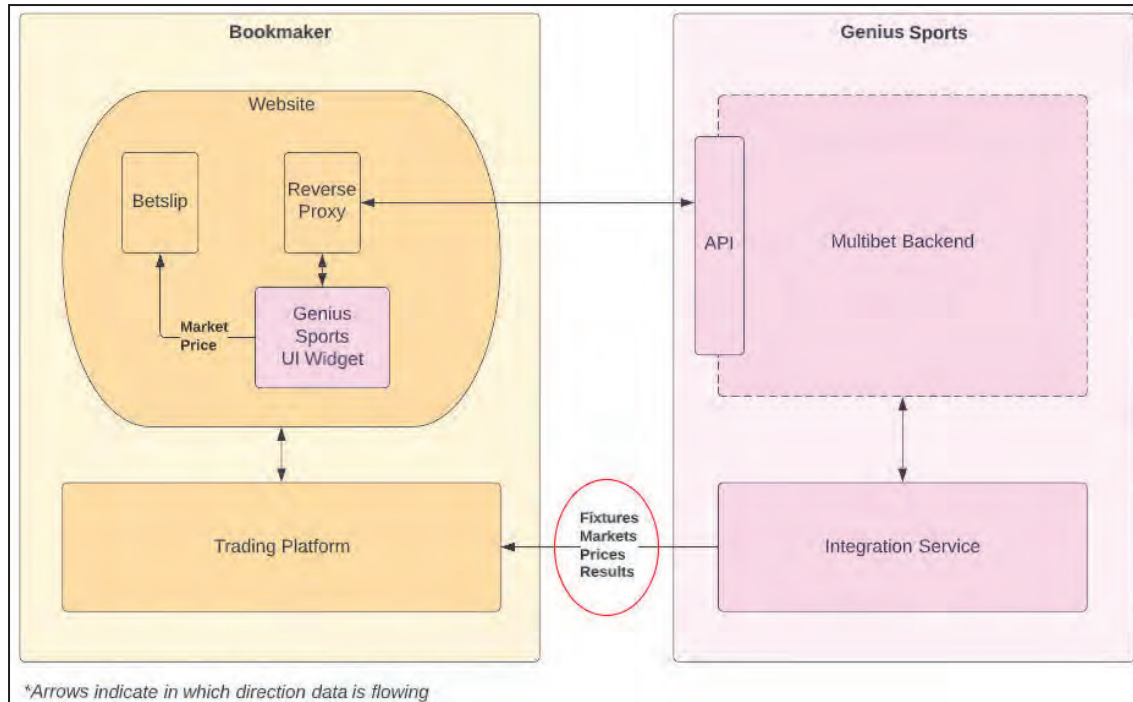 Bookmaker
Genius Sports
Website
Betslip
Reverse
Proxy
API
Multibet Backend
Market
Price
Genius
Sports
UI Widget
Trading Platform
Fixtures
Markets
Prices
Results
Integration Service
*Arrows indicate in which direction data is flowing